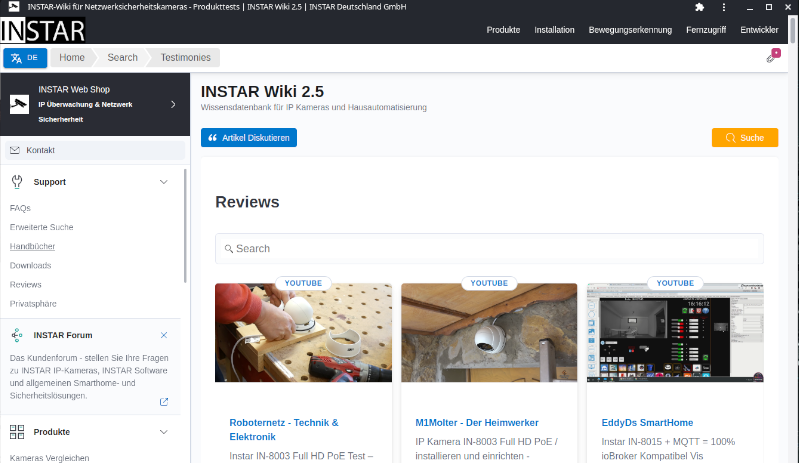 INSTAR-Wiki für Netzwerksicherheitskameras - Produkttests | INSTAR Wiki 2.5 | INSTAR Deutschland GmbH
INSTAR
Produkte Installation Bewegungserkennung Fernzugriff Entwickler
DE Home Search Testimonies
INSTAR Web Shop
IP Überwachung & Netzwerk
Sicherherheit
Kontakt
Support
FAQs
Erweiterte Suche
Handbücher
Downloads
Reviews
Privatsphäre
INSTAR Forum
Das Kundenforum - stellen Sie Ihre Fragen
zu INSTAR IP-Kameras, INSTAR Software
und allgemeinen Smarthome- und
Sicherheitslösungen.
Produkte
Kameras Vergleichen
INSTAR Wiki 2.5
Wissensdatenbank für IP Kameras und Hausautomatisierung
Artikel Diskutieren
Suche
Reviews
Search
YOUTUBE
Roboternetz - Technik &
Elektronik
Instar IN-8003 Full HD PoE Test –
YOUTUBE
M1Molter - Der Heimwerker
IP Kamera IN-8003 Full HD PoE /
installieren und einrichten -
YOUTUBE
EddyDs SmartHome
Instar IN-8015 + MQTT = 100%
ioBroker Kompatibel Vis